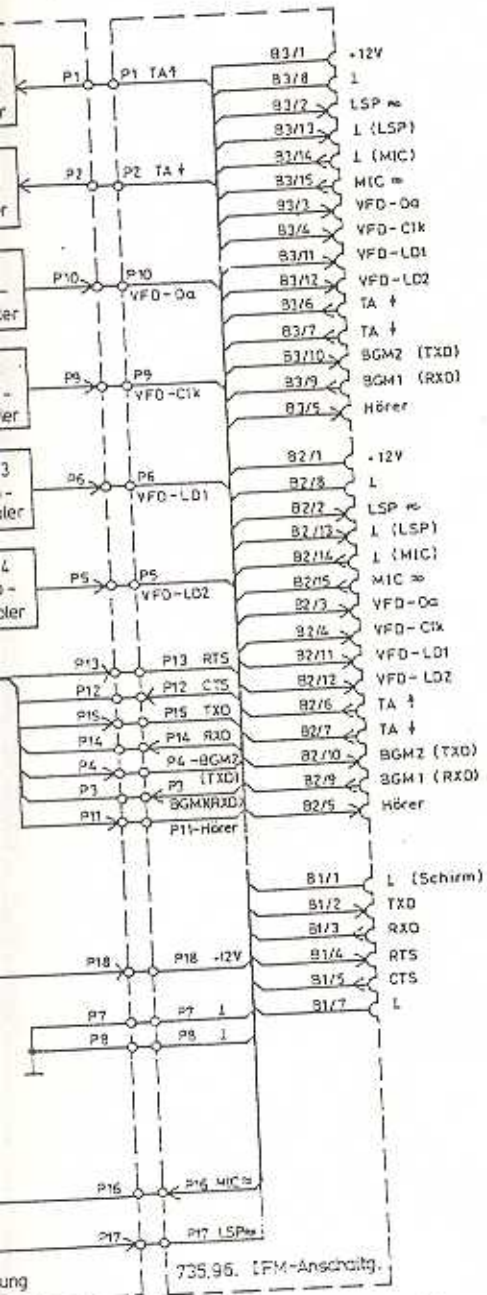 B3/1 +12V
P1 P1 TA↑ B3/8 ⊥
B3/2 LSP ≈
B3/13 ⊥ (LSP)
B3/14 ⊥ (MIC)
P2 P2 TA ↓ B3/15 MIC ≈
B3/3 VFD-Da
B3/4 VFD-Clk
P10 P10 B3/11 VFD-LD1
VFD-Da B3/12 VFD-LD2
B3/6 TA ↑
B3/7 TA ↓
P9 P9 B3/10 BGM2 (TXD)
VFD-Clk B3/9 BGM1 (RXD)
B3/5 Hörer
3 B2/1 +12V
P6 P6 B2/8 ⊥
VFD-LD1 B2/2 LSP ≈
B2/13 ⊥ (LSP)
4 B2/14 ⊥ (MIC)
P5 P5 B2/15 MIC ≈
VFD-LD2 B2/3 VFD-Da
B2/4 VFD-Clk
B2/11 VFD-LD1
P13 P13 RTS B2/12 VFD-LD2
P12 P12 CTS B2/6 TA ↑
P15 P15 TXD B2/7 TA ↓
P14 P14 RXD B2/10 BGM2 (TXD)
P4 P4-BGM2 B2/9 BGM1 (RXD)
(TXD) B2/5 Hörer
P3 P3
BGM1(RXD)
P11 P11-Hörer
B1/1 ⊥ (Schirm)
B1/2 TXD
B1/3 RXD
P18 P18 +12V B1/4 RTS
B1/5 CTS
P7 P7 ⊥ B1/7 ⊥
P8 P8 ⊥
P16 P16 MIC≈
P17 P17 LSP≈
ung 735.96. IFM-Anschaltg.